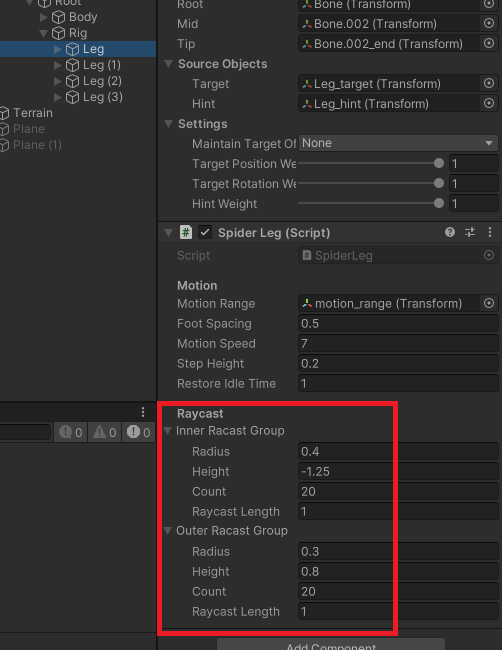 Root
Body
Rig
Leg
Leg (1)
Leg (2)
Leg (3)
Terrain
Plane
Plane (1)
0 0 0
Root Bone (Transform)
Mid Bone.002 (Transform)
Tip Bone.002_end (Transform)
Source Objects
Target Leg_target (Transform)
Hint Leg_hint (Transform)
Settings
Maintain Target Of None
Target Position We 1
Target Rotation We 1
Hint Weight 1
# Spider Leg (Script)
Script # SpiderLeg
Motion
Motion Range motion_range (Transform)
Foot Spacing 0.5
Motion Speed 7
Step Height 0.2
Restore Idle Time 1
Raycast
Inner Racast Group
Radius 0.4
Height -1.25
Count 20
Raycast Length 1
Outer Racast Group
Radius 0.3
Height 0.8
Count 20
Raycast Length 1
Add Component